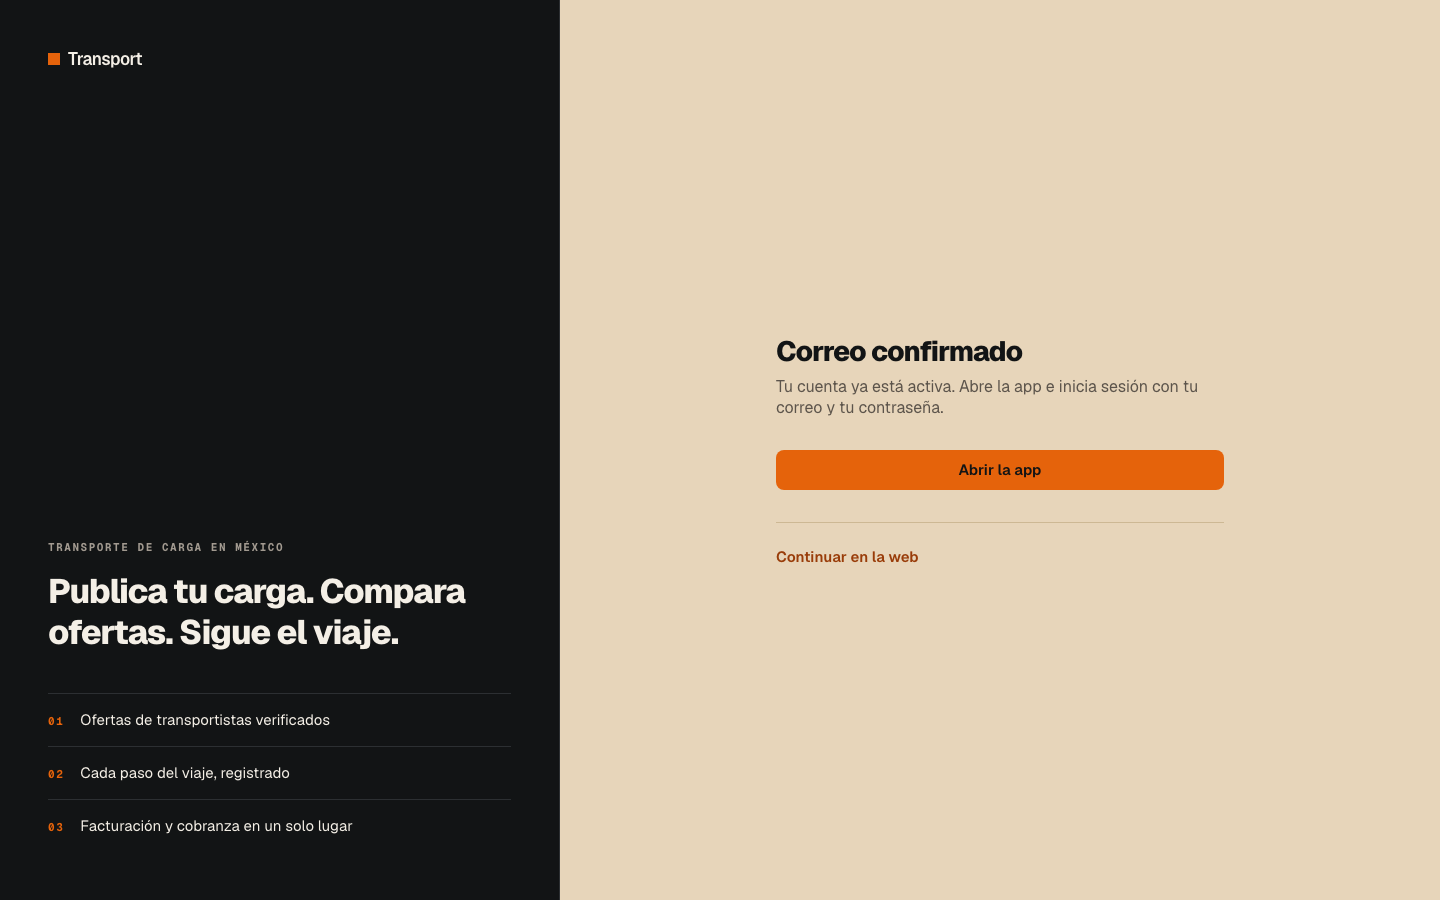 Transport
TRANSPORTE DE CARGA EN MÉXICO
Publica tu carga. Compara
ofertas. Sigue el viaje.
01 Ofertas de transportistas verificados
02 Cada paso del viaje, registrado
03 Facturación y cobranza en un solo lugar
Correo confirmado
Tu cuenta ya está activa. Abre la app e inicia sesión con tu
correo y tu contraseña.
Abrir la app
Continuar en la web